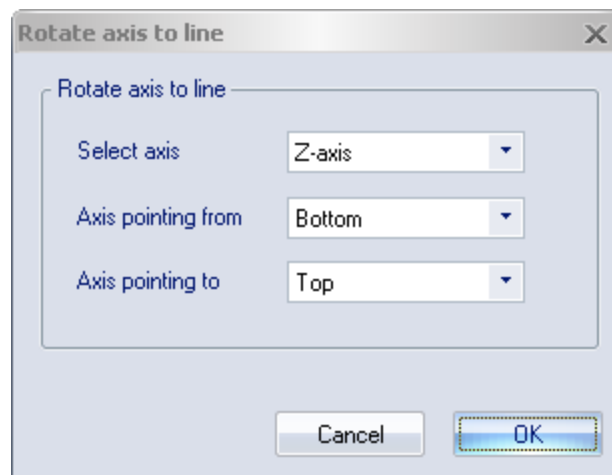 Rotate axis to line
Rotate axis to line
Select axis Z-axis
Axis pointing from Bottom
Axis pointing to Top
Cancel OK